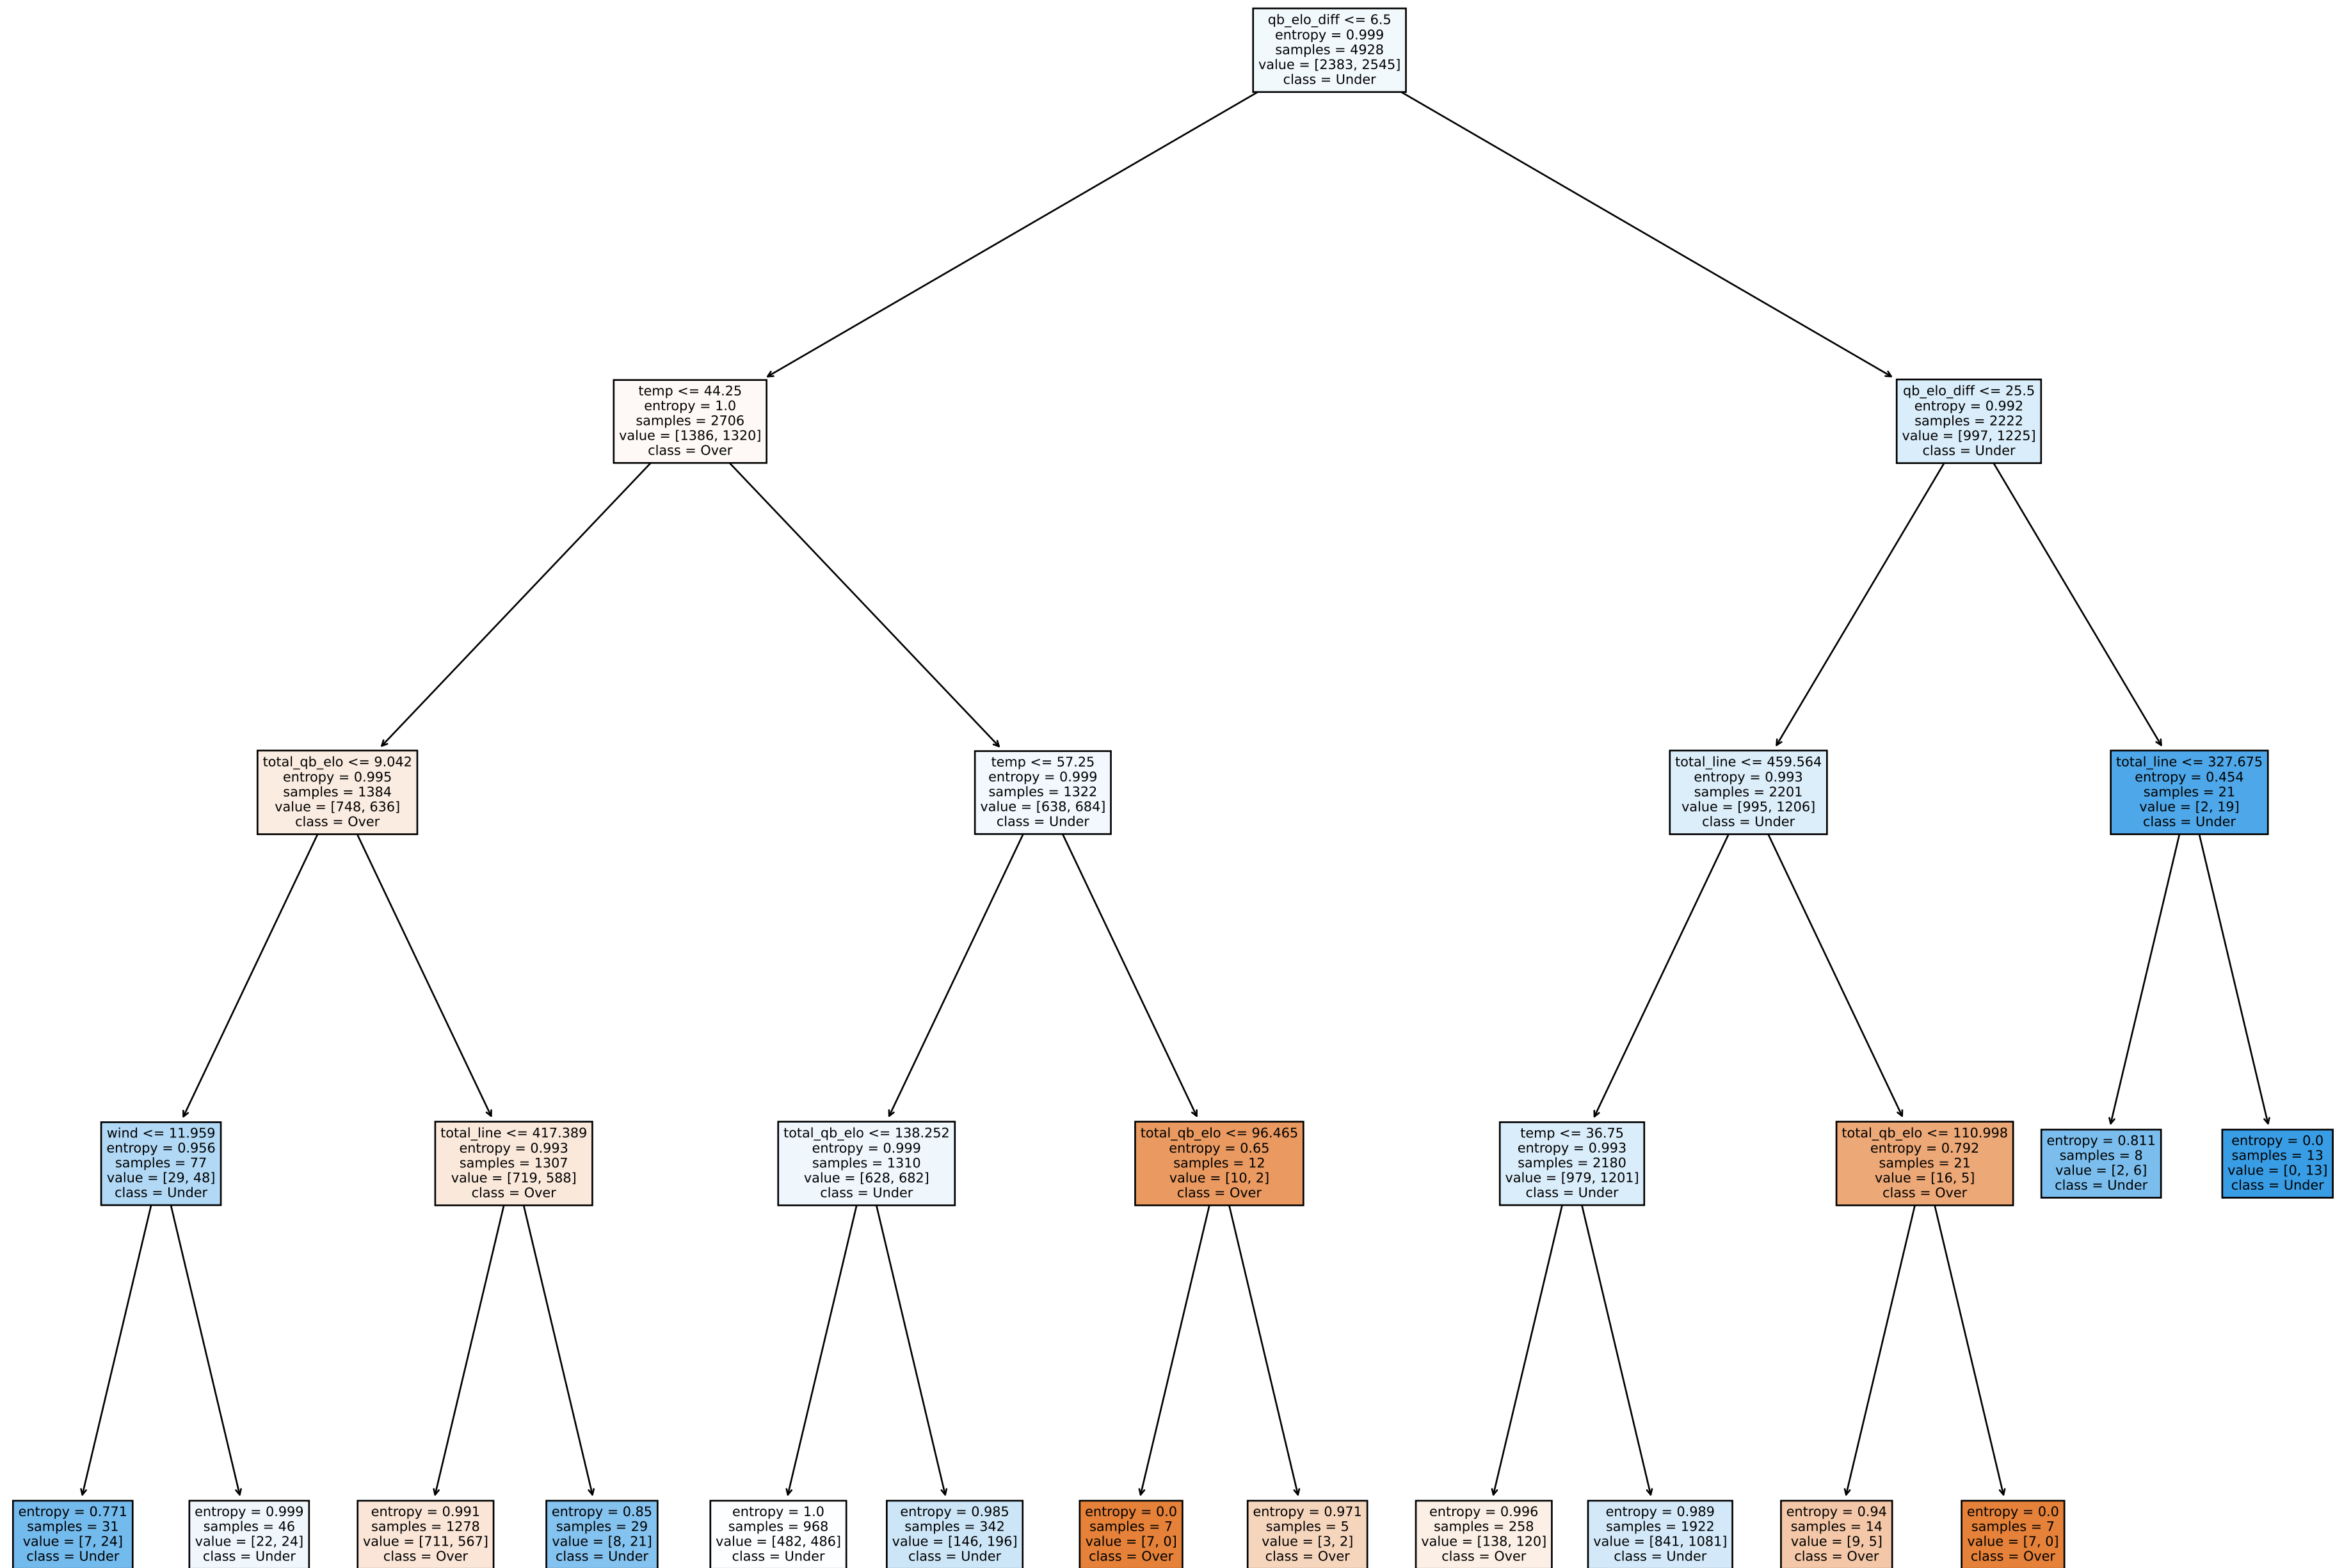 qb_elo_diff <= 6.5
entropy = 0.999
samples = 4928
value = [2383, 2545]
class = Under
temp <= 44.25
entropy = 1.0
samples = 2706
value = [1386, 1320]
class = Over
qb_elo_diff <= 25.5
entropy = 0.992
samples = 2222
value = [997, 1225]
class = Under
total_qb_elo <= 9.042
entropy = 0.995
samples = 1384
value = [748, 636]
class = Over
temp <= 57.25
entropy = 0.999
samples = 1322
value = [638, 684]
class = Under
total_line <= 459.564
entropy = 0.993
samples = 2201
value = [995, 1206]
class = Under
total_line <= 327.675
entropy = 0.454
samples = 21
value = [2, 19]
class = Under
wind <= 11.959
entropy = 0.956
samples = 77
value = [29, 48]
class = Under
total_line <= 417.389
entropy = 0.993
samples = 1307
value = [719, 588]
class = Over
total_qb_elo <= 138.252
entropy = 0.999
samples = 1310
value = [628, 682]
class = Under
total_qb_elo <= 96.465
entropy = 0.65
samples = 12
value = [10, 2]
class = Over
temp <= 36.75
entropy = 0.993
samples = 2180
value = [979, 1201]
class = Under
total_qb_elo <= 110.998
entropy = 0.792
samples = 21
value = [16, 5]
class = Over
entropy = 0.811
samples = 8
value = [2, 6]
class = Under
entropy = 0.0
samples = 13
value = [0, 13]
class = Under
entropy = 0.771
samples = 31
value = [7, 24]
class = Under
entropy = 0.999
samples = 46
value = [22, 24]
class = Under
entropy = 0.991
samples = 1278
value = [711, 567]
class = Over
entropy = 0.85
samples = 29
value = [8, 21]
class = Under
entropy = 1.0
samples = 968
value = [482, 486]
class = Under
entropy = 0.985
samples = 342
value = [146, 196]
class = Under
entropy = 0.0
samples = 7
value = [7, 0]
class = Over
entropy = 0.971
samples = 5
value = [3, 2]
class = Over
entropy = 0.996
samples = 258
value = [138, 120]
class = Over
entropy = 0.989
samples = 1922
value = [841, 1081]
class = Under
entropy = 0.94
samples = 14
value = [9, 5]
class = Over
entropy = 0.0
samples = 7
value = [7, 0]
class = Over